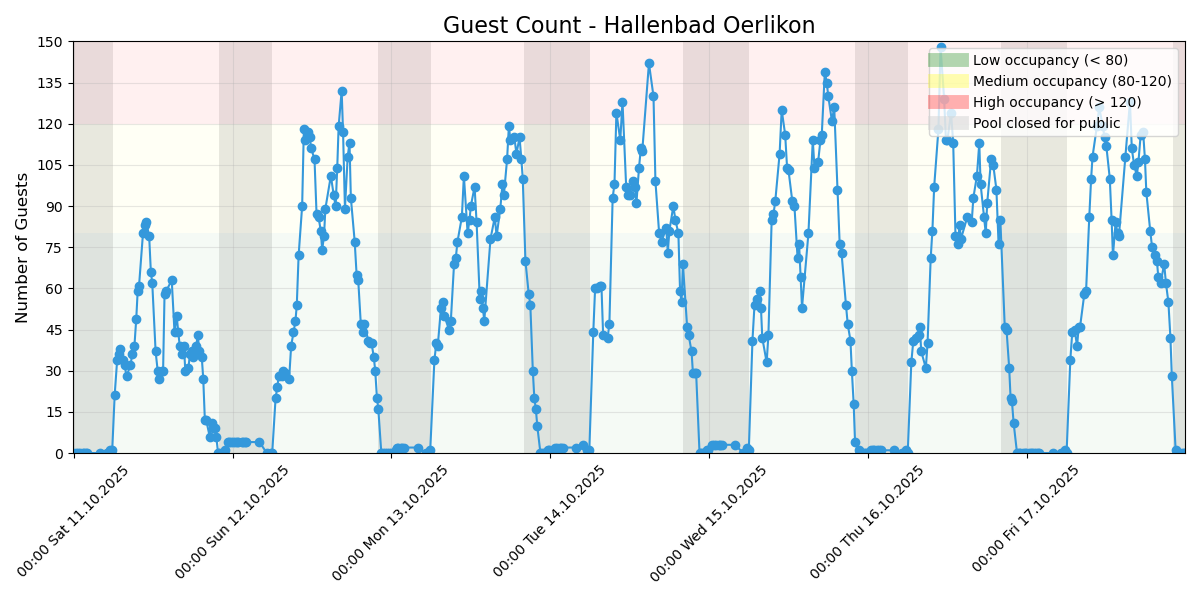 Guest Count - Hallenbad Oerlikon
Number of Guests
150
135
120
105
90
75
60
45
30
15
0
Low occupancy (< 80)
Medium occupancy (80-120)
High occupancy (> 120)
Pool closed for public
00:00 Sat 11.10.2025
00:00 Sun 12.10.2025
00:00 Mon 13.10.2025
00:00 Tue 14.10.2025
00:00 Wed 15.10.2025
00:00 Thu 16.10.2025
00:00 Fri 17.10.2025